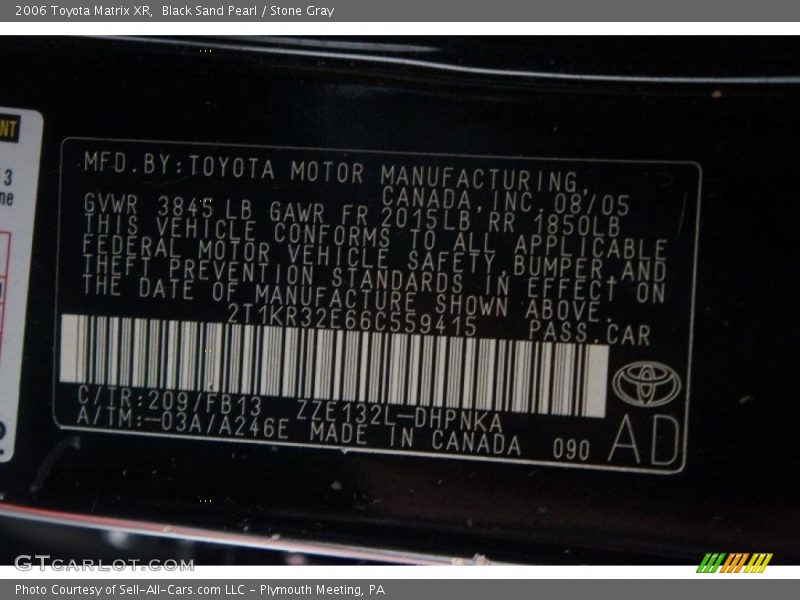 2006 Toyota Matrix XR,  Black Sand Pearl / Stone Gray
NT
3
ne
MFD.BY:TOYOTA MOTOR MANUFACTURING,
CANADA,INC. 08/05
GVWR 3845 LB GAWR FR 2015LB,RR 1850LB
THIS VEHICLE CONFORMS TO ALL APPLICABLE
FEDERAL MOTOR VEHICLE SAFETY,BUMPER,AND
THEFT PREVENTION STANDARDS IN EFFECT ON
THE DATE OF MANUFACTURE SHOWN ABOVE.
2T1KR32E66C559415 PASS.CAR
C/TR:209/FB13 ZZE132L-DHPNKA
A/TM:-03A/A246E MADE IN CANADA 090 AD
GTCARLOT.COM
Photo Courtesy of Sell-All-Cars.com LLC - Plymouth Meeting, PA